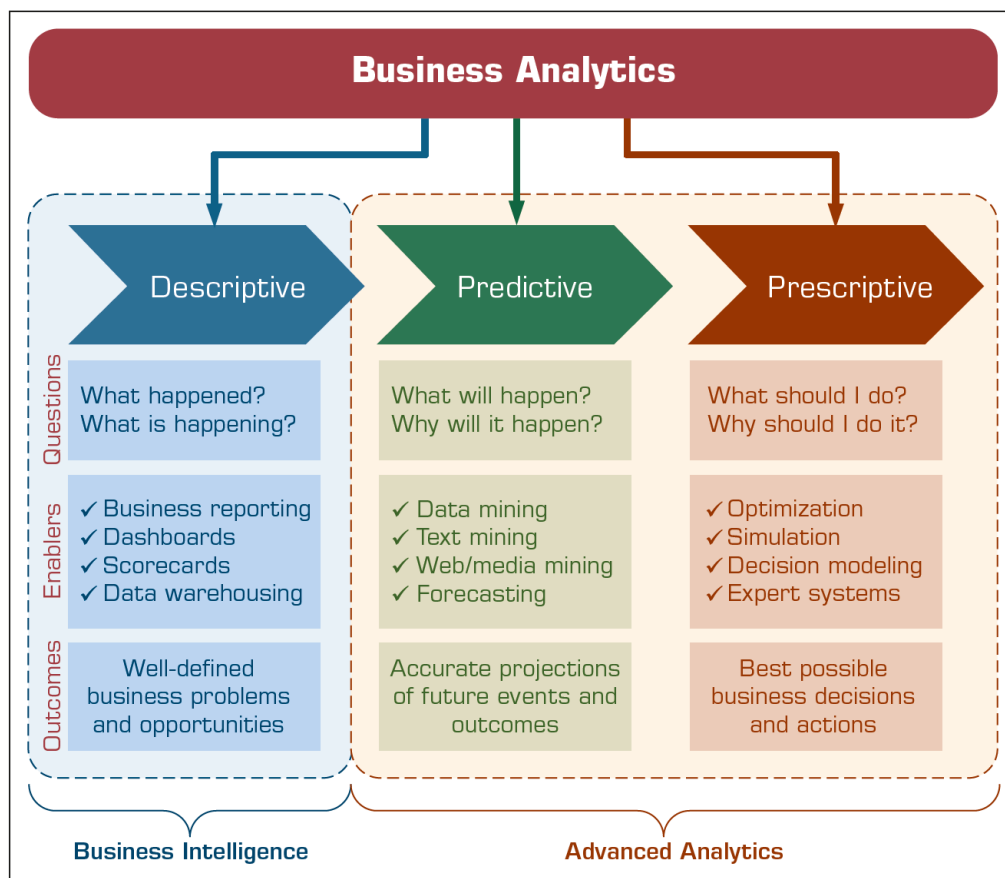 Business Analytics
Descriptive
Predictive
Prescriptive
Questions
What happened?
What is happening?
What will happen?
Why will it happen?
What should I do?
Why should I do it?
Enablers
✓ Business reporting
✓ Dashboards
✓ Scorecards
✓ Data warehousing
✓ Data mining
✓ Text mining
✓ Web/media mining
✓ Forecasting
✓ Optimization
✓ Simulation
✓ Decision modeling
✓ Expert systems
Outcomes
Well-defined
business problems
and opportunities
Accurate projections
of future events and
outcomes
Best possible
business decisions
and actions
Business Intelligence
Advanced Analytics